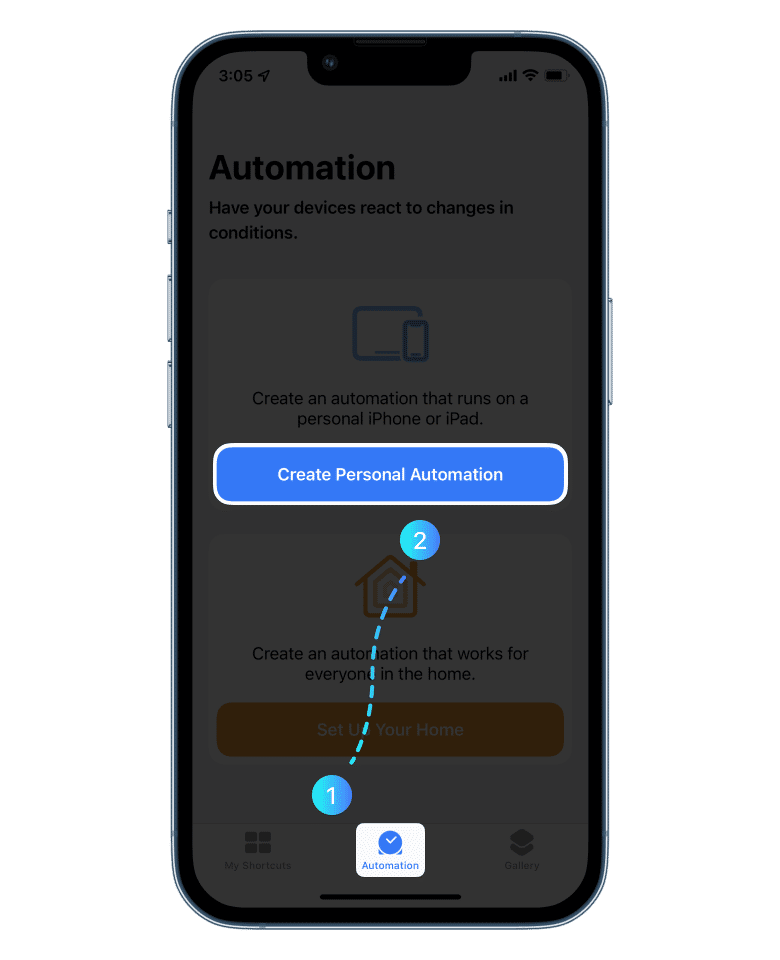 3:05
Automation
Have your devices react to changes in
conditions.
Create an automation that runs on a
personal iPhone or iPad.
Create Personal Automation
2
Create an automation that works for
everyone in the home.
Set Up Your Home
1
My Shortcuts
Automation
Gallery